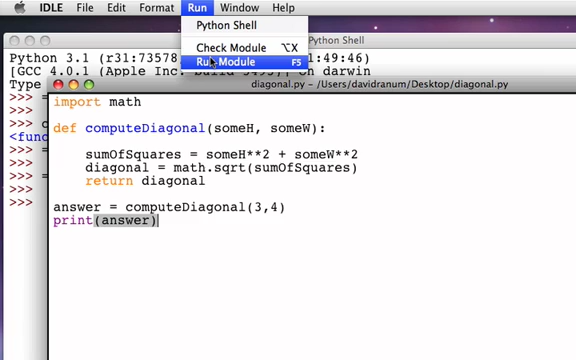 IDLE File Edit Format Run Window Help
Python Shell
Check Module ⌥X
Run Module F5
Python Shell
Python 3.1 (r31:73578, 1:49:46)
[GCC 4.0.1 (Apple Inc. build 5493)] on darwin
Type
>>>
>>> c
<func
>>> =
>>>
>>> =
>>>
>>>
diagonal.py - /Users/davidranum/Desktop/diagonal.py
import math
def computeDiagonal(someH, someW):
sumOfSquares = someH**2 + someW**2
diagonal = math.sqrt(sumOfSquares)
return diagonal
answer = computeDiagonal(3,4)
print(answer)